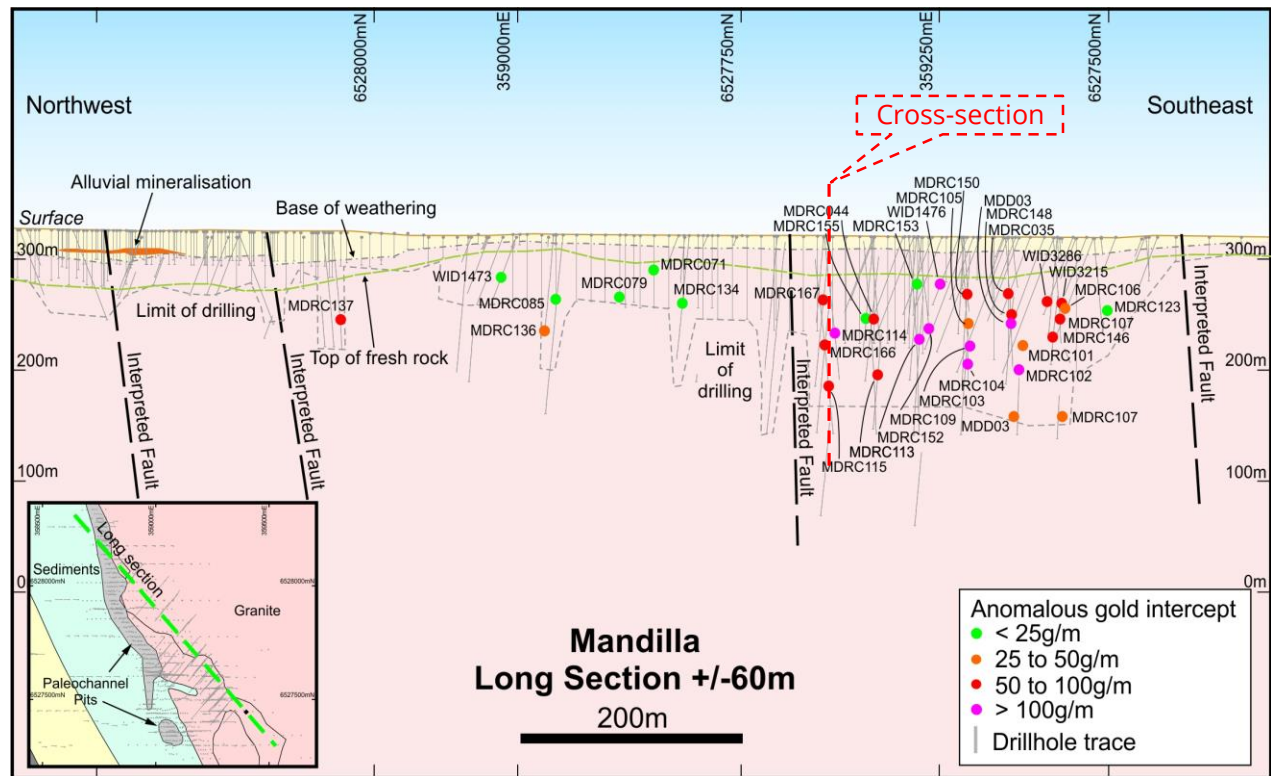 6528000mN
359000mE
6527750mN
359250mE
6527500mN
Northwest
Southeast
Cross-section
Alluvial mineralisation
Base of weathering
Surface
300m
200m
100m
0
Limit of drilling
Top of fresh rock
Interpreted Fault
Interpreted Fault
MDRC137
WID1473
MDRC085
MDRC136
MDRC079
MDRC071
MDRC134
Limit
of
drilling
Interpreted Fault
MDRC044
MDRC155
MDRC153
WID1476
MDRC105
MDRC150
MDD03
MDRC148
MDRC035
WID3286
WID3215
MDRC106
MDRC123
MDRC107
MDRC146
MDRC167
MDRC114
MDRC166
MDRC101
MDRC102
MDRC104
MDRC103
MDRC109
MDRC152
MDRC113
MDRC115
MDD03
MDRC107
Interpreted Fault
300m
200m
100m
0m
359000mE
6528000mN
6528000mN
6527500mN
6527500mN
Long section
Sediments
Granite
Paleochannel
Pits
Mandilla
Long Section +/-60m
200m
Anomalous gold intercept
< 25g/m
25 to 50g/m
50 to 100g/m
> 100g/m
Drillhole trace